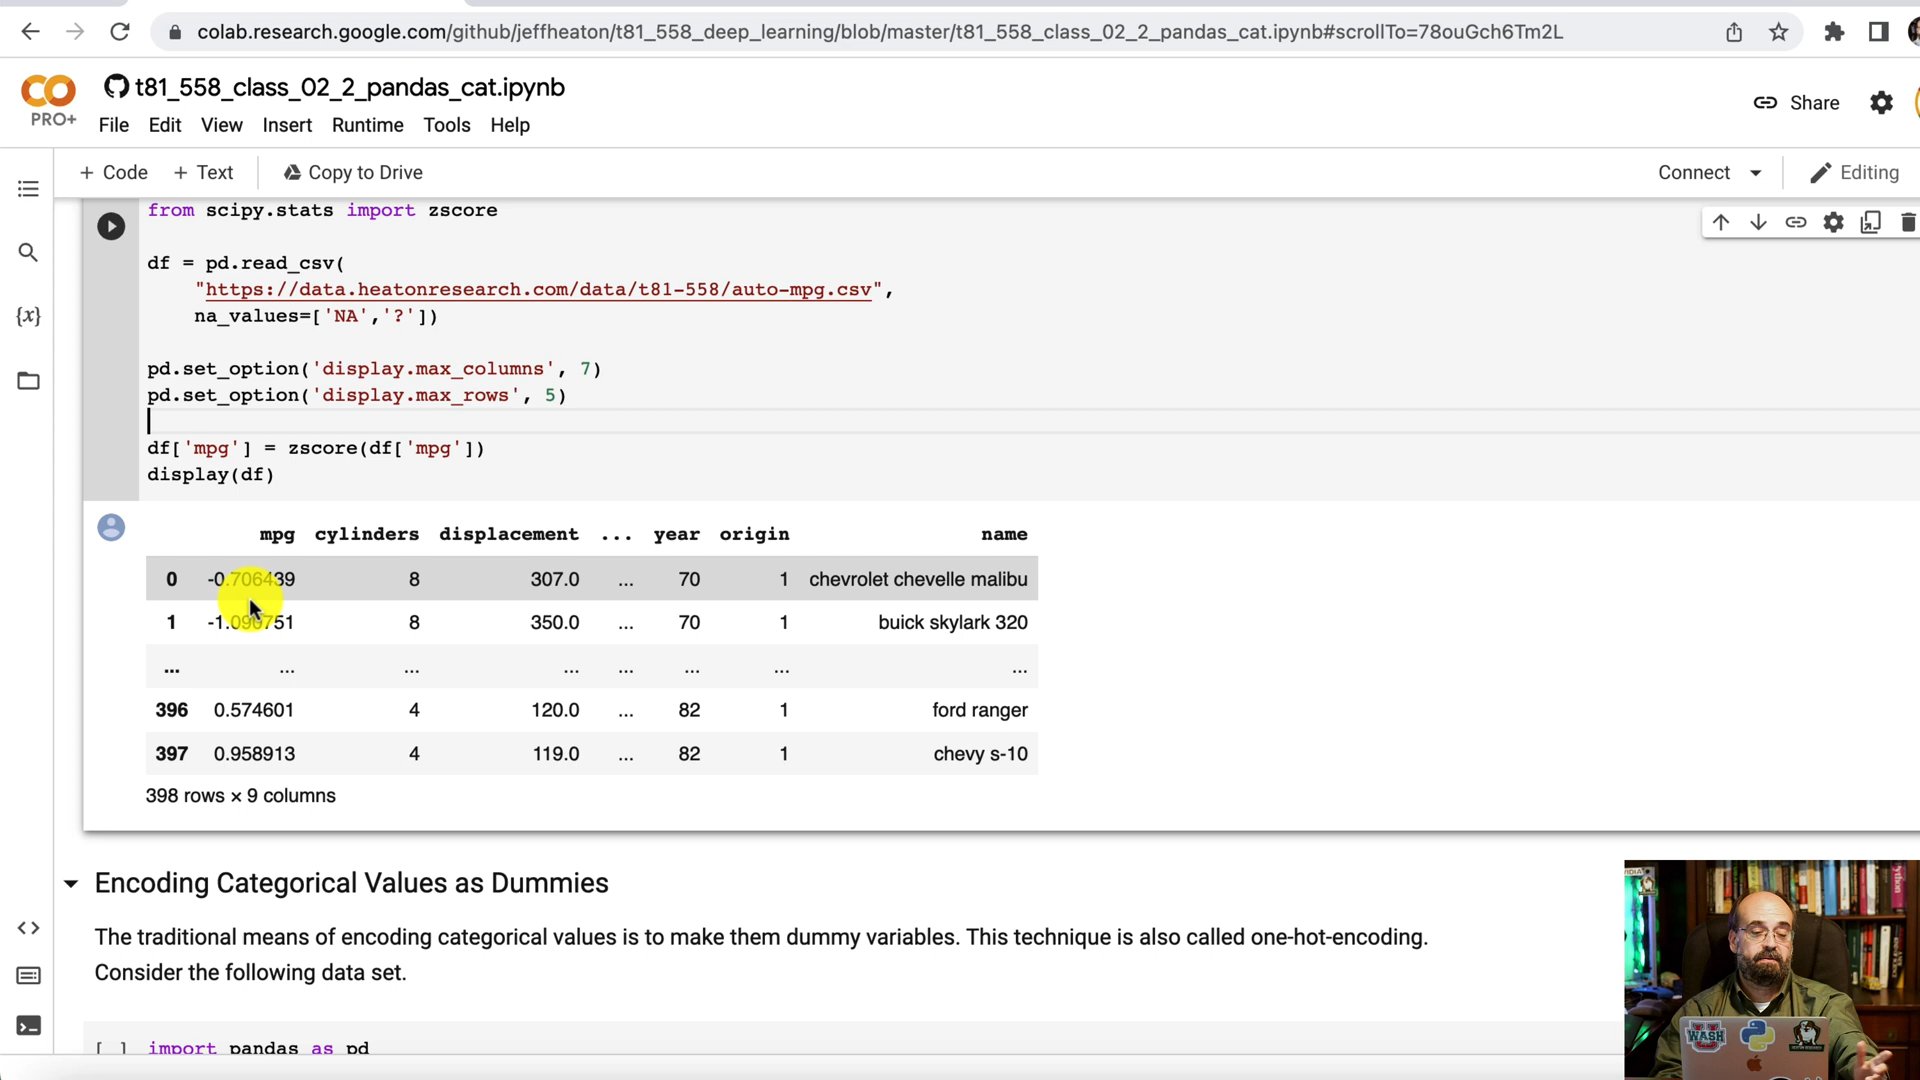 colab.research.google.com/github/jeffheaton/t81_558_deep_learning/blob/master/t81_558_class_02_2_pandas_cat.ipynb#scrollTo=78ouGch6Tm2L
t81_558_class_02_2_pandas_cat.ipynb
PRO+
File Edit View Insert Runtime Tools Help
Share
+ Code + Text Copy to Drive
Connect Editing
from scipy.stats import zscore
df = pd.read_csv(
"https://data.heatonresearch.com/data/t81-558/auto-mpg.csv",
na_values=['NA','?'])
pd.set_option('display.max_columns', 7)
pd.set_option('display.max_rows', 5)
df['mpg'] = zscore(df['mpg'])
display(df)
mpg cylinders displacement ... year origin name
0 -0.706439 8 307.0 ... 70 1 chevrolet chevelle malibu
1 -1.090751 8 350.0 ... 70 1 buick skylark 320
... ... ... ... ... ... ... ...
396 0.574601 4 120.0 ... 82 1 ford ranger
397 0.958913 4 119.0 ... 82 1 chevy s-10
398 rows × 9 columns
Encoding Categorical Values as Dummies
The traditional means of encoding categorical values is to make them dummy variables. This technique is also called one-hot-encoding.
Consider the following data set.
[ ] import pandas as pd
{x}
WASH